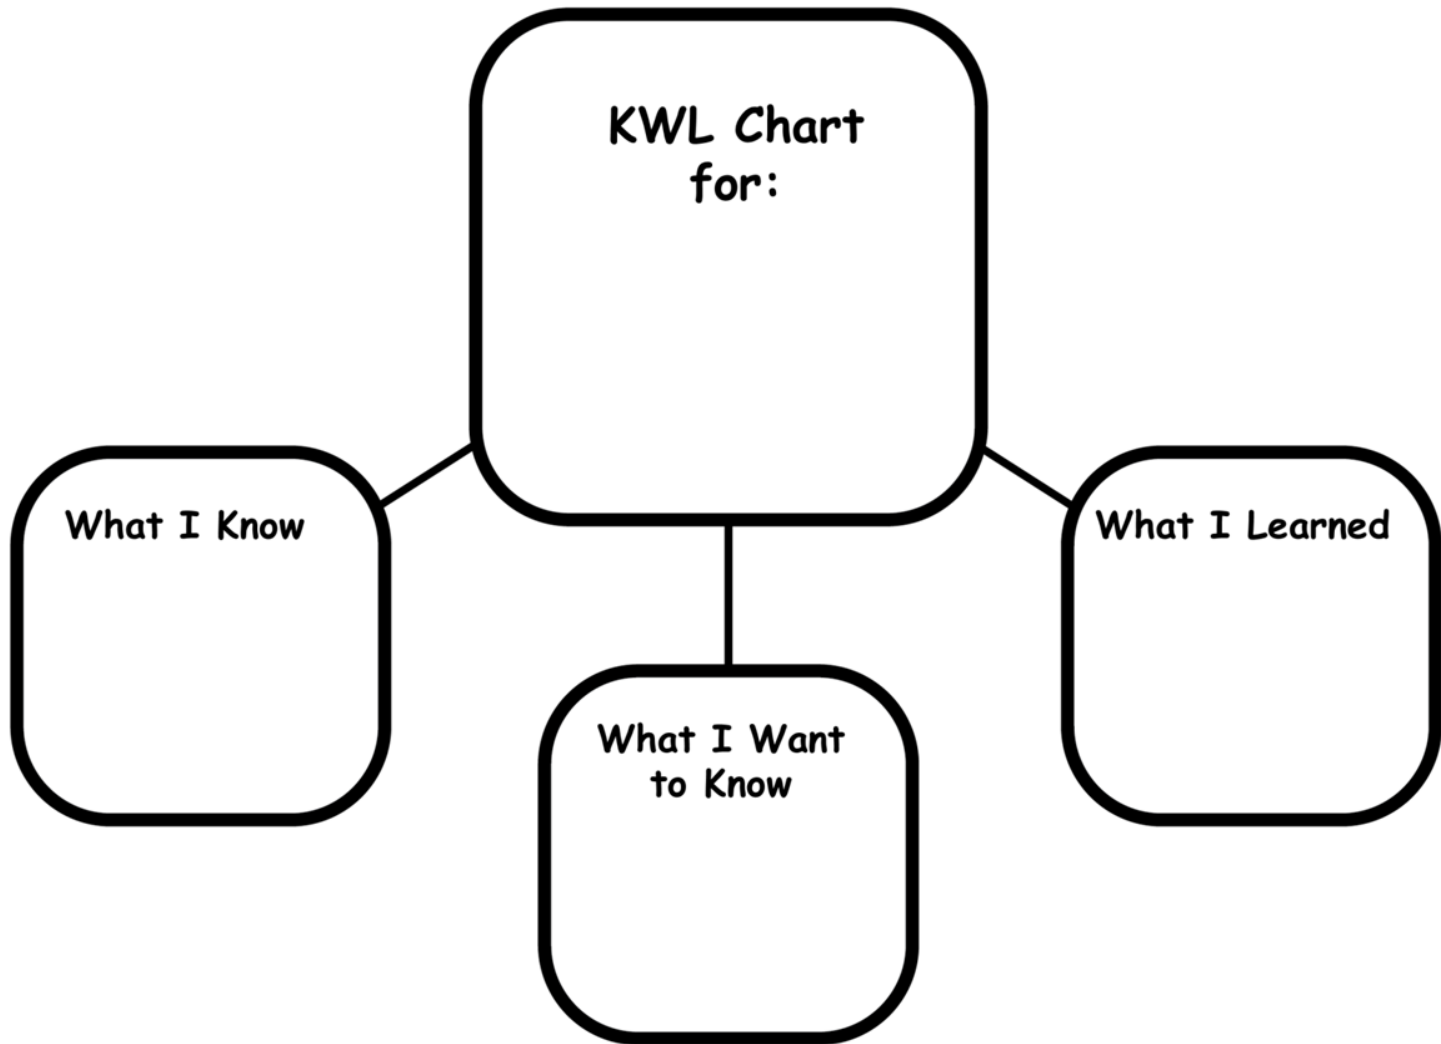 KWL Chart
for:
What I Know
What I Want
to Know
What I Learned